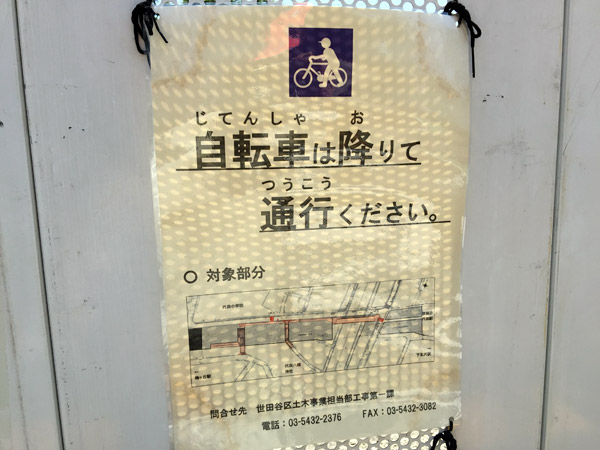 じてんしゃ お
自転車は降りて
つうこう
通行ください。
○ 対象部分
問合せ先 世田谷区土木事業担当部工事第一課
電話：03-5432-2376 FAX：03-5432-3082